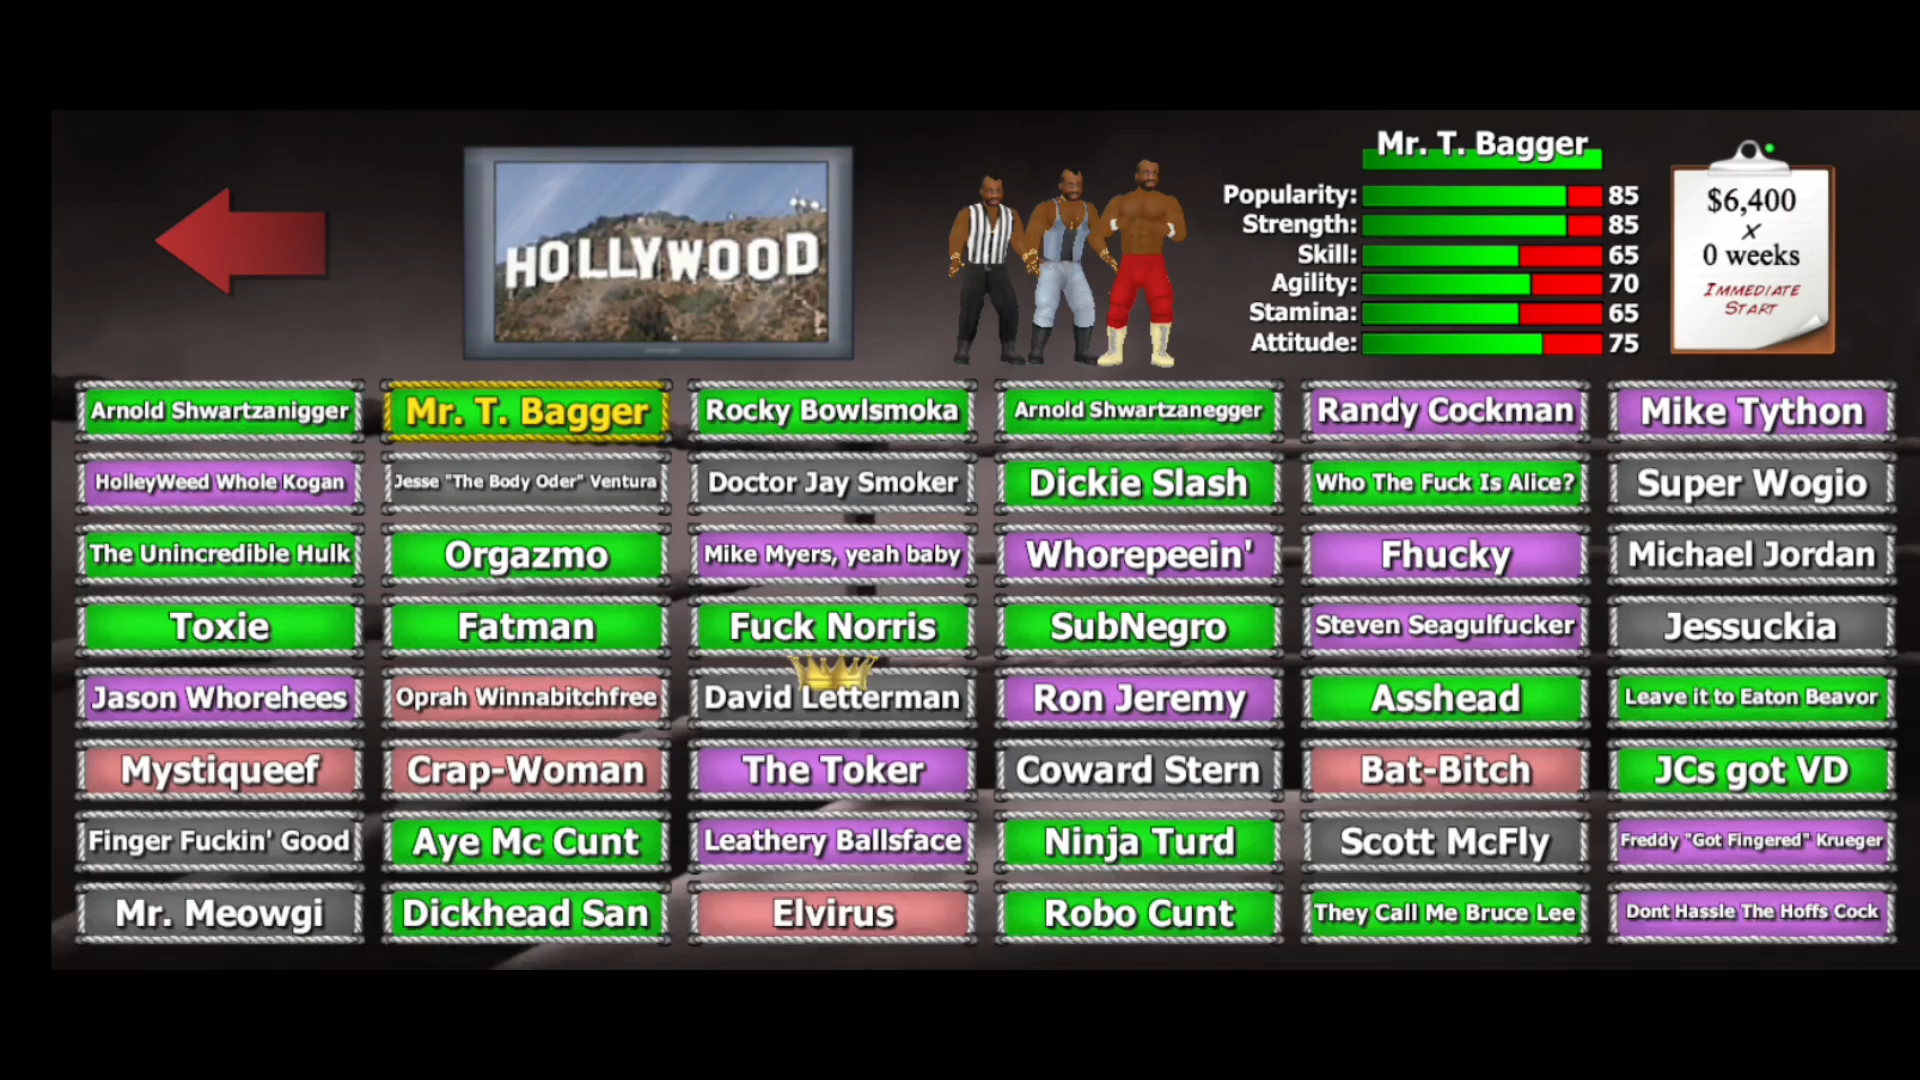 HOLLYWOOD
Mr. T. Bagger
Popularity: 85
Strength: 85
Skill: 65
Agility: 70
Stamina: 65
Attitude: 75
$6,400
x
0 weeks
IMMEDIATE
START
Arnold Shwartzanigger Mr. T. Bagger Rocky Bowlsmoka Arnold Shwartzanegger Randy Cockman Mike Tython
HolleyWeed Whole Kogan Jesse "The Body Oder" Ventura Doctor Jay Smoker Dickie Slash Who The Fuck Is Alice? Super Wogio
The Unincredible Hulk Orgazmo Mike Myers, yeah baby Whorepeein' Fhucky Michael Jordan
Toxie Fatman Fuck Norris SubNegro Steven Seagulfucker Jessuckia
Jason Whorehees Oprah Winnabitchfree David Letterman Ron Jeremy Asshead Leave it to Eaton Beavor
Mystiqueef Crap-Woman The Toker Coward Stern Bat-Bitch JCs got VD
Finger Fuckin' Good Aye Mc Cunt Leathery Ballsface Ninja Turd Scott McFly Freddy "Got Fingered" Krueger
Mr. Meowgi Dickhead San Elvirus Robo Cunt They Call Me Bruce Lee Dont Hassle The Hoffs Cock